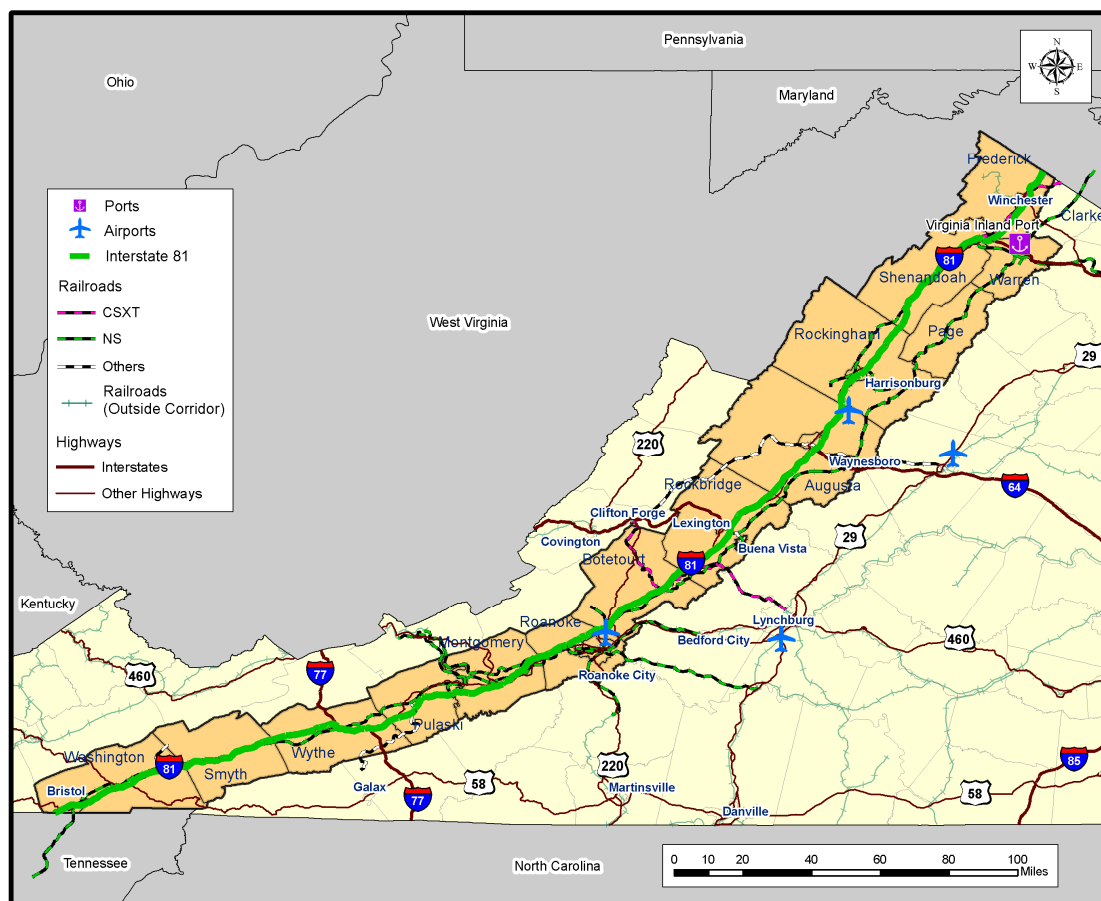 Pennsylvania
N
W E
S
Ohio
Maryland
Frederick
Winchester
Clarke
Virginia Inland Port
81
Shenandoah
Warren
Ports
Airports
Interstate 81
Railroads
CSXT
NS
Others
Railroads
(Outside Corridor)
Highways
Interstates
Other Highways
West Virginia
Rockingham
Page
29
Harrisonburg
220
Waynesboro
Rockbridge
Augusta
64
Clifton Forge
Lexington
Covington
29
Buena Vista
Botetourt
81
Kentucky
Roanoke
Lynchburg
Montgomery
Bedford City
460
460
77
Roanoke City
Pulaski
Washington
Wythe
81
Smyth
220
85
Bristol
Galax
58
Martinsville
58
77
Danville
Tennessee
North Carolina
0 10 20 40 60 80 100
Miles